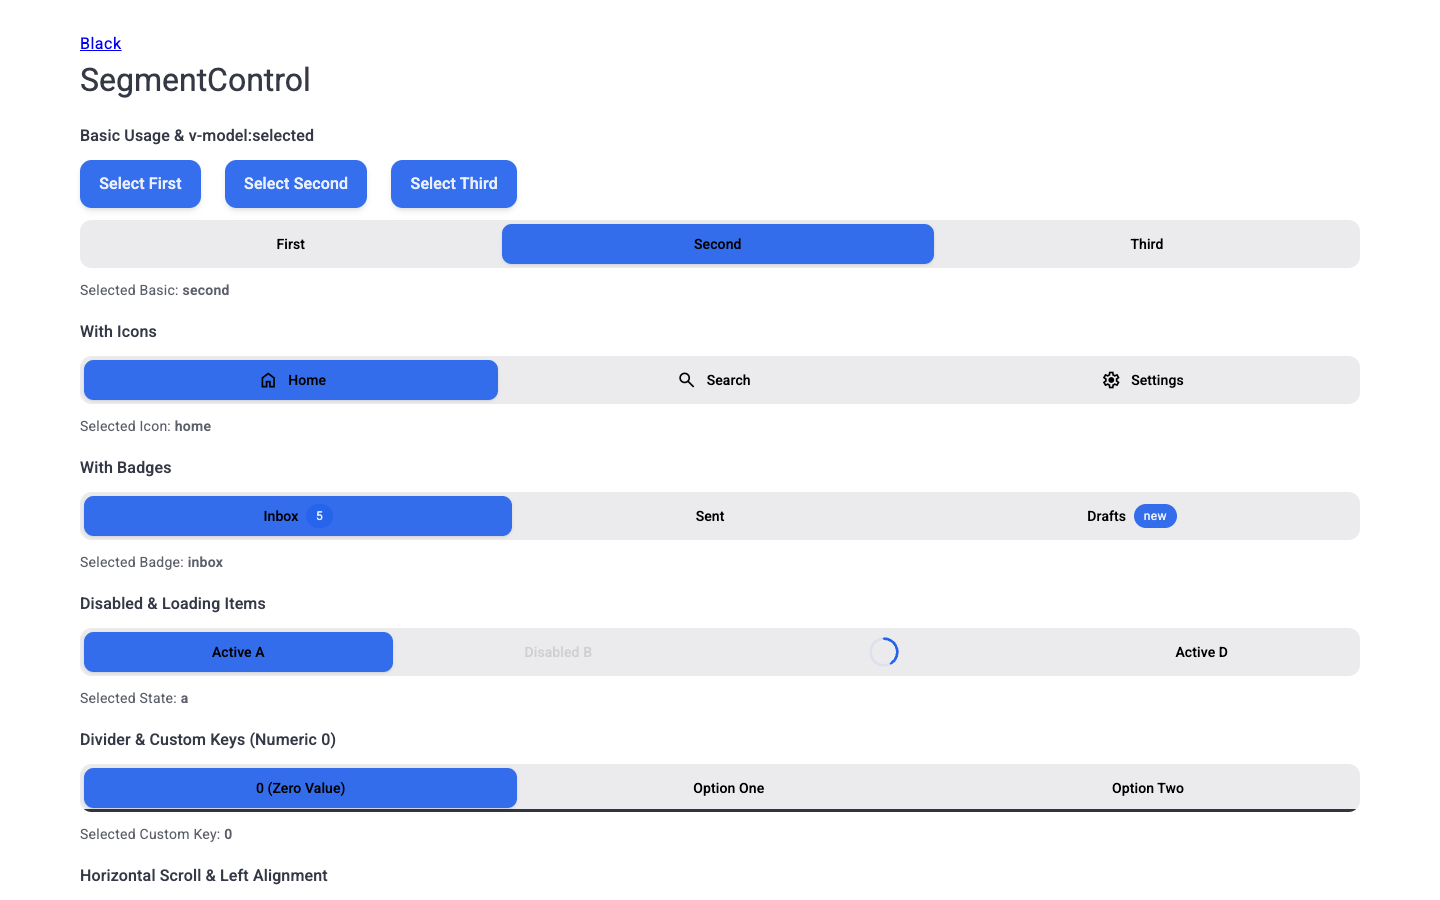 Black
SegmentControl
Basic Usage & v-model:selected
Select First Select Second Select Third
First Second Third
Selected Basic: second
With Icons
Home Search Settings
Selected Icon: home
With Badges
Inbox 5 Sent Drafts new
Selected Badge: inbox
Disabled & Loading Items
Active A Disabled B Active D
Selected State: a
Divider & Custom Keys (Numeric 0)
0 (Zero Value) Option One Option Two
Selected Custom Key: 0
Horizontal Scroll & Left Alignment